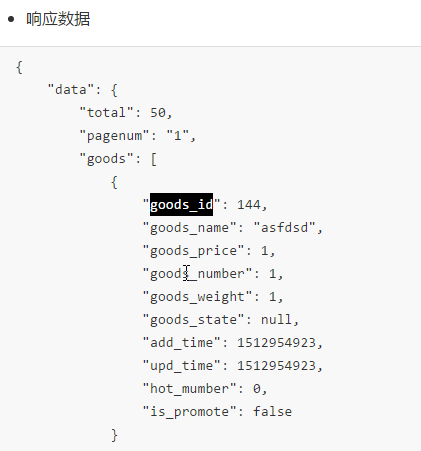 响应数据
{
"data": {
"total": 50,
"pagenum": "1",
"goods": [
{
"goods_id": 144,
"goods_name": "asfdsd",
"goods_price": 1,
"goods_number": 1,
"goods_weight": 1,
"goods_state": null,
"add_time": 1512954923,
"upd_time": 1512954923,
"hot_mumber": 0,
"is_promote": false
}